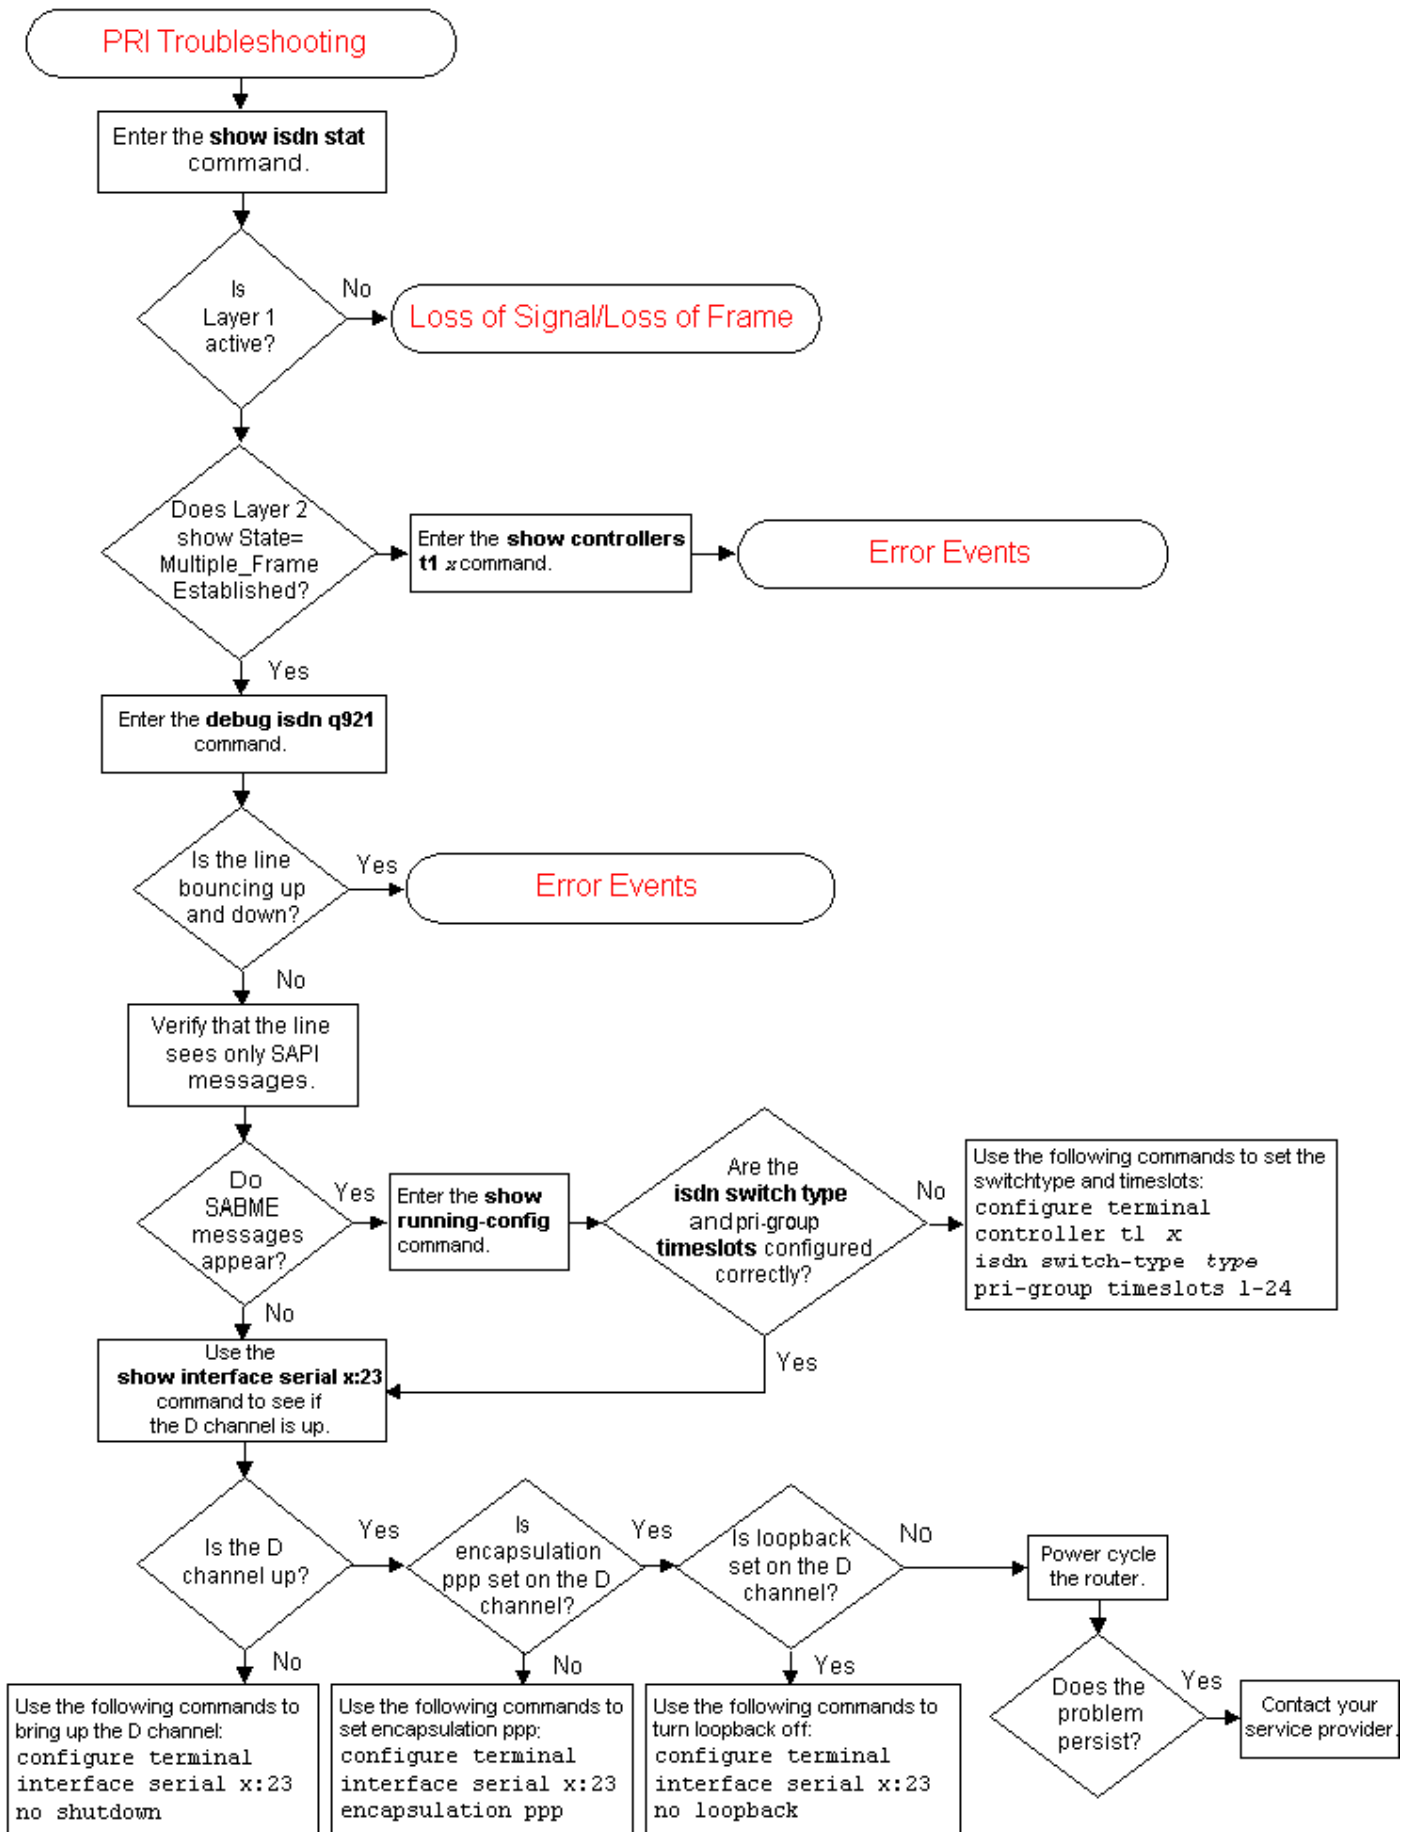 PRI Troubleshooting
Enter the show isdn stat
command.
Is
Layer 1
active?
No
Loss of Signal/Loss of Frame
Does Layer 2
show State=
Multiple_Frame
Established?
Enter the show controllers
t1 x command.
Error Events
Yes
Enter the debug isdn q921
command.
Is the line
bouncing up
and down?
Yes
Error Events
No
Verify that the line
sees only SAPI
messages.
Do
SABME
messages
appear?
Yes
Enter the show
running-config
command.
Are the
isdn switch type
and pri-group
timeslots configured
correctly?
No
Use the following commands to set the
switchtype and timeslots:
configure terminal
controller t1 x
isdn switch-type type
pri-group timeslots 1-24
No
Yes
Use the
show interface serial x:23
command to see if
the D channel is up.
Is the D
channel up?
Yes
Is
encapsulation
ppp set on the D
channel?
Yes
Is loopback
set on the D
channel?
No
Power cycle
the router.
No
Use the following commands to
bring up the D channel:
configure terminal
interface serial x:23
no shutdown
No
Use the following commands to
set encapsulation ppp:
configure terminal
interface serial x:23
encapsulation ppp
Yes
Use the following commands to
turn loopback off:
configure terminal
interface serial x:23
no loopback
Does the
problem
persist?
Yes
Contact your
service provider.